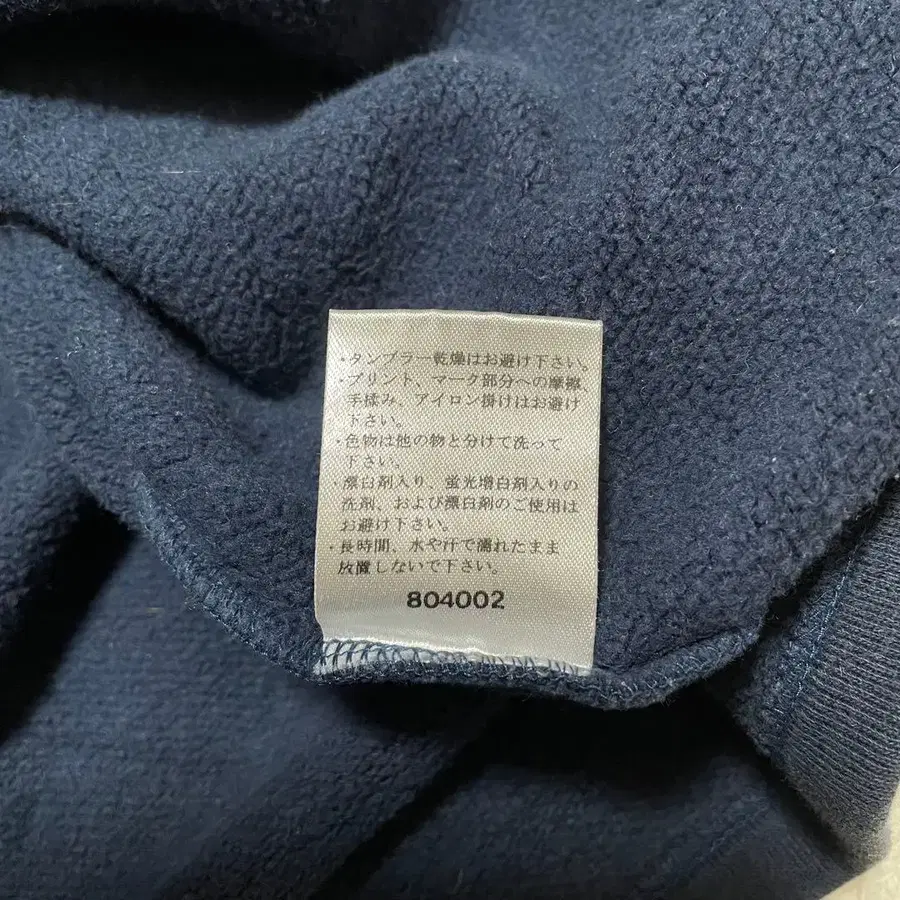 ・タンブラー乾燥はお避け下さい。
・プリント、マーク部分への摩擦、
手揉み、アイロン掛けはお避け
下さい。
・色物は他の物と分けて洗って
下さい。
・漂白剤入り、蛍光増白剤入りの
洗剤、および漂白剤のご使用は
お避け下さい。
・長時間、水や汗で濡れたまま
放置しないで下さい。
804002